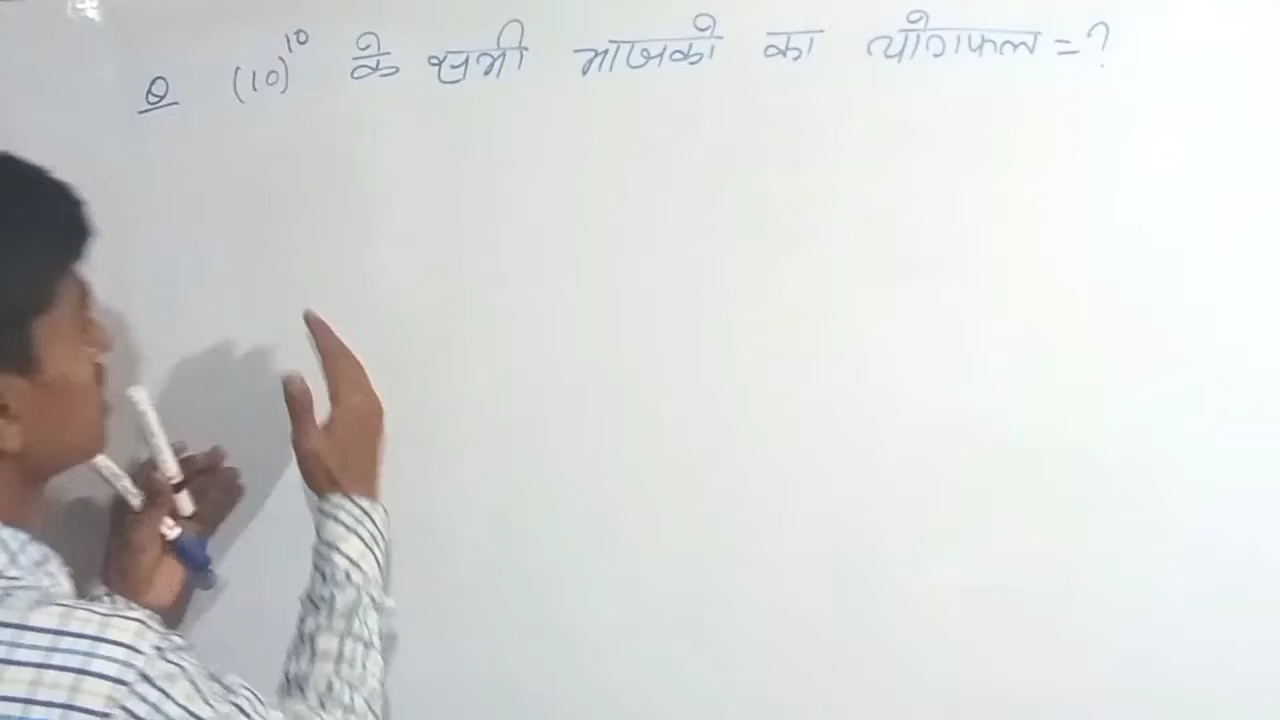 Q (10)¹⁰ के सभी भाजको का योगफल = ?